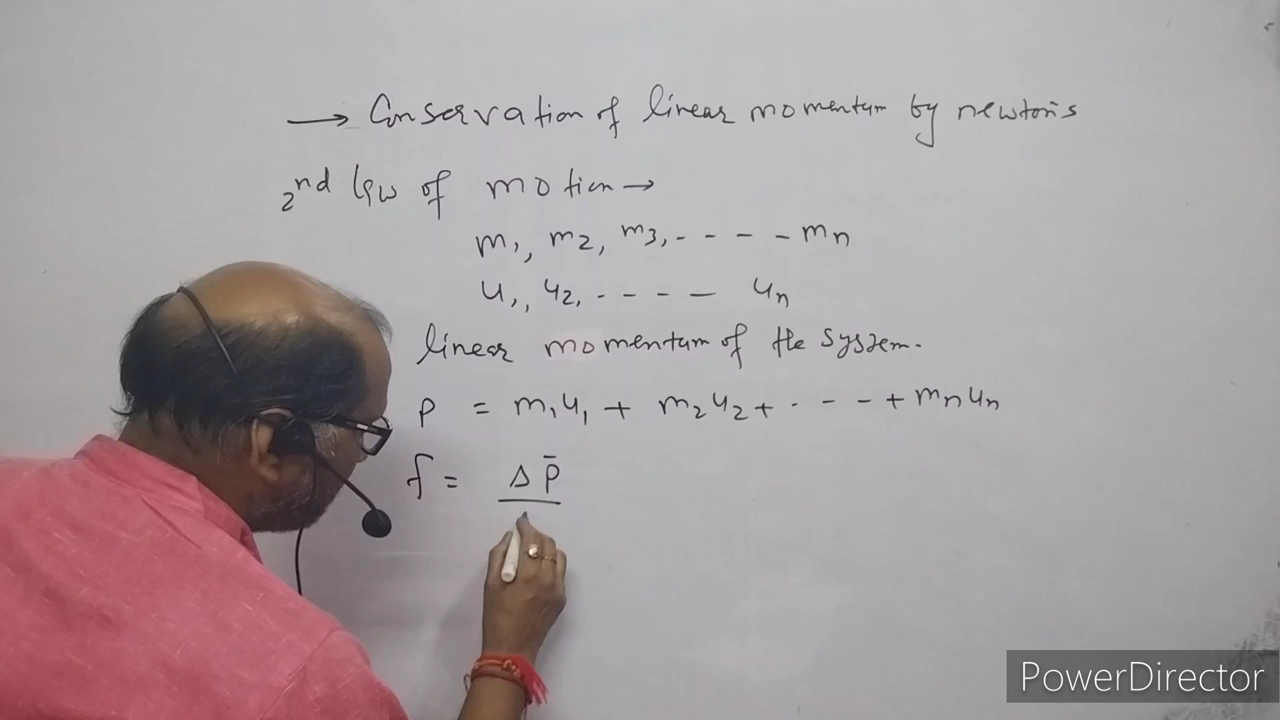 → Conservation of linear momentum by newton's
2nd law of motion →
m1, m2, m3, - - - - mn
u1, u2, - - - - un
linear momentum of the system.
p = m1u1 + m2u2 + - - - + mnun
f = Δp̄
PowerDirector